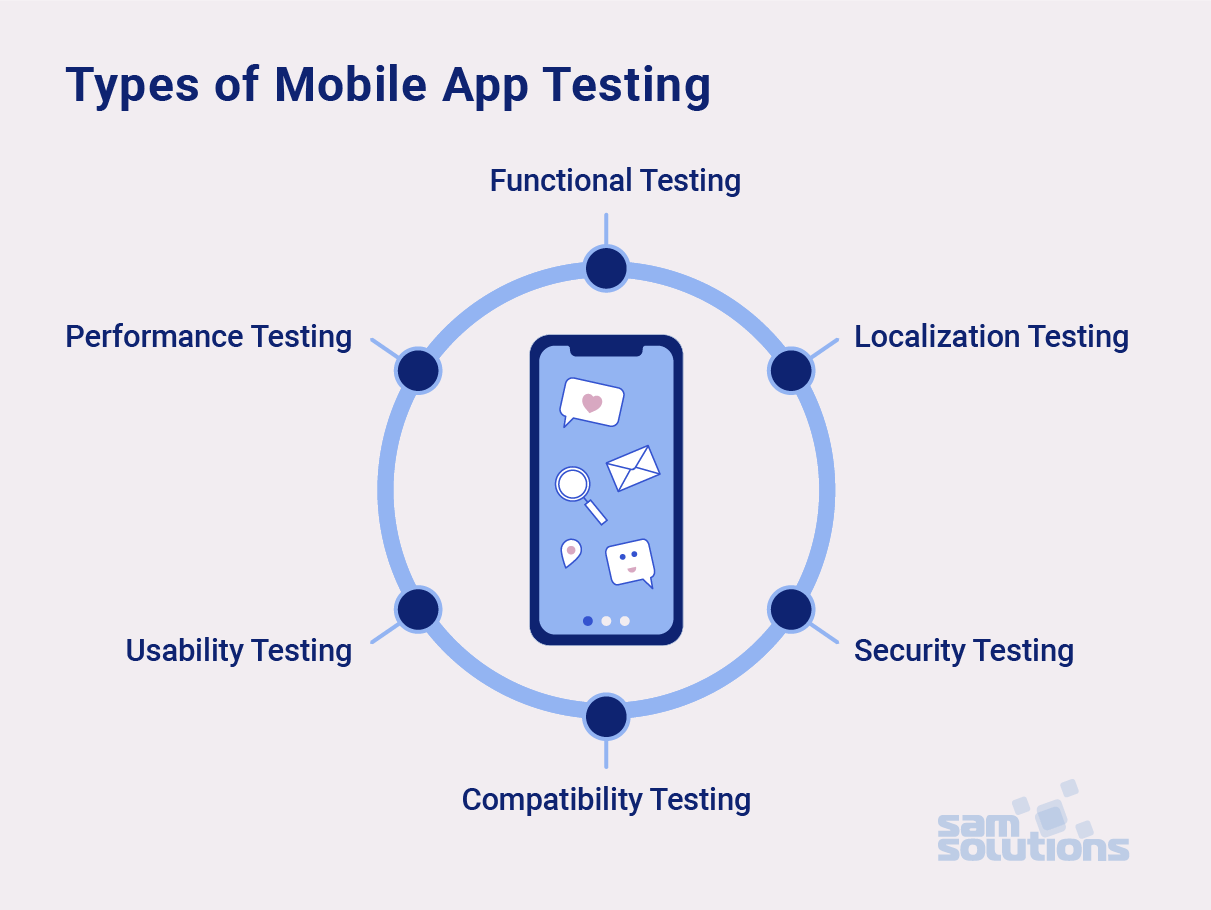 Types of Mobile App Testing
Functional Testing
Performance Testing
Localization Testing
Usability Testing
Security Testing
Compatibility Testing
sam
solutions